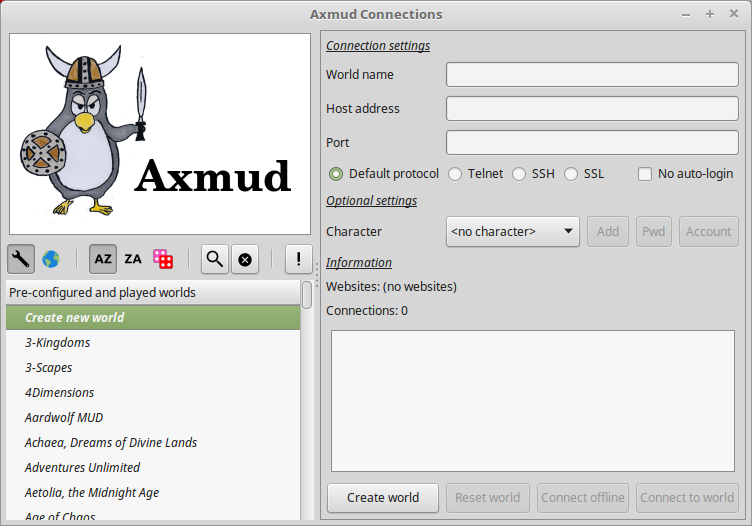 Axmud Connections
Axmud
AZ
ZA
!
Pre-configured and played worlds
Create new world
3-Kingdoms
3-Scapes
4Dimensions
Aardwolf MUD
Achaea, Dreams of Divine Lands
Adventures Unlimited
Aetolia, the Midnight Age
Age of Chaos
Connection settings
World name
Host address
Port
Default protocol Telnet SSH SSL No auto-login
Optional settings
Character <no character> Add Pwd Account
Information
Websites: (no websites)
Connections: 0
Create world Reset world Connect offline Connect to world